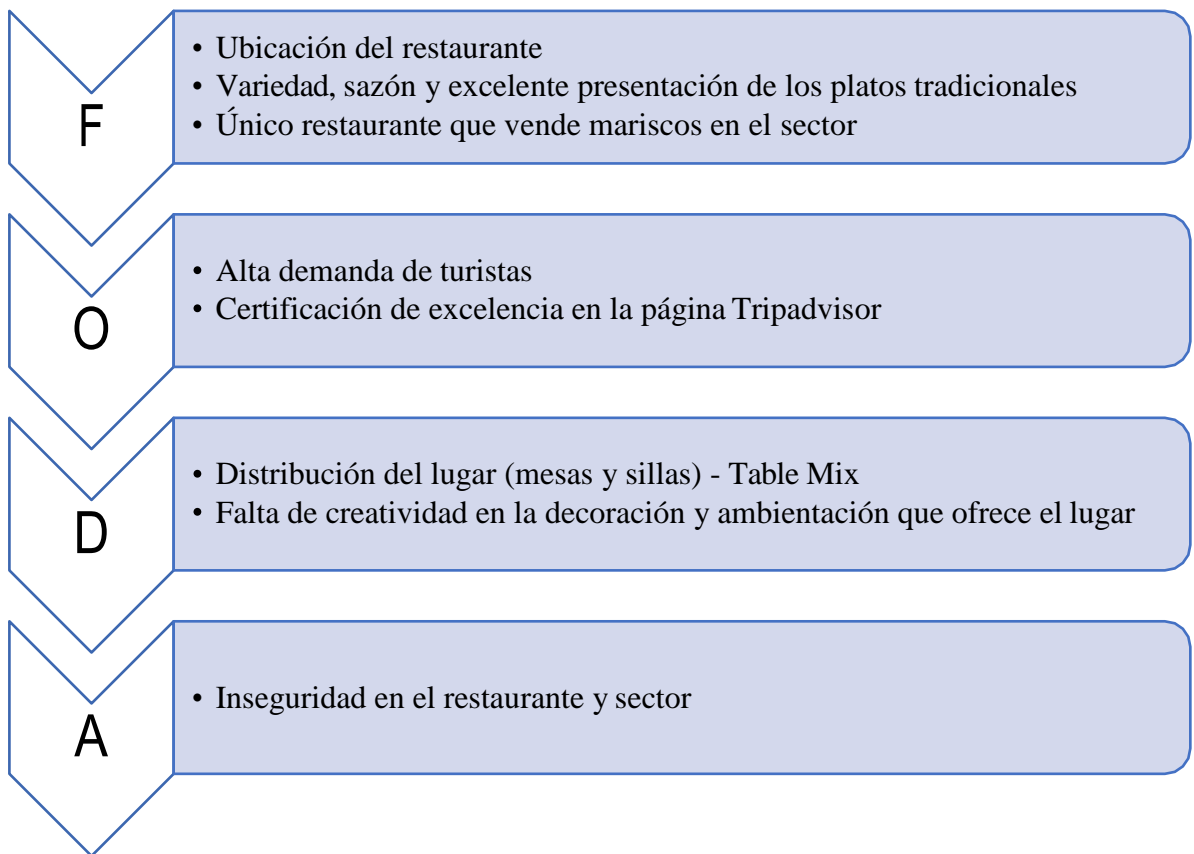 F
• Ubicación del restaurante
• Variedad, sazón y excelente presentación de los platos tradicionales
• Único restaurante que vende mariscos en el sector
O
• Alta demanda de turistas
• Certificación de excelencia en la página Tripadvisor
D
• Distribución del lugar (mesas y sillas) - Table Mix
• Falta de creatividad en la decoración y ambientación que ofrece el lugar
A
• Inseguridad en el restaurante y sector